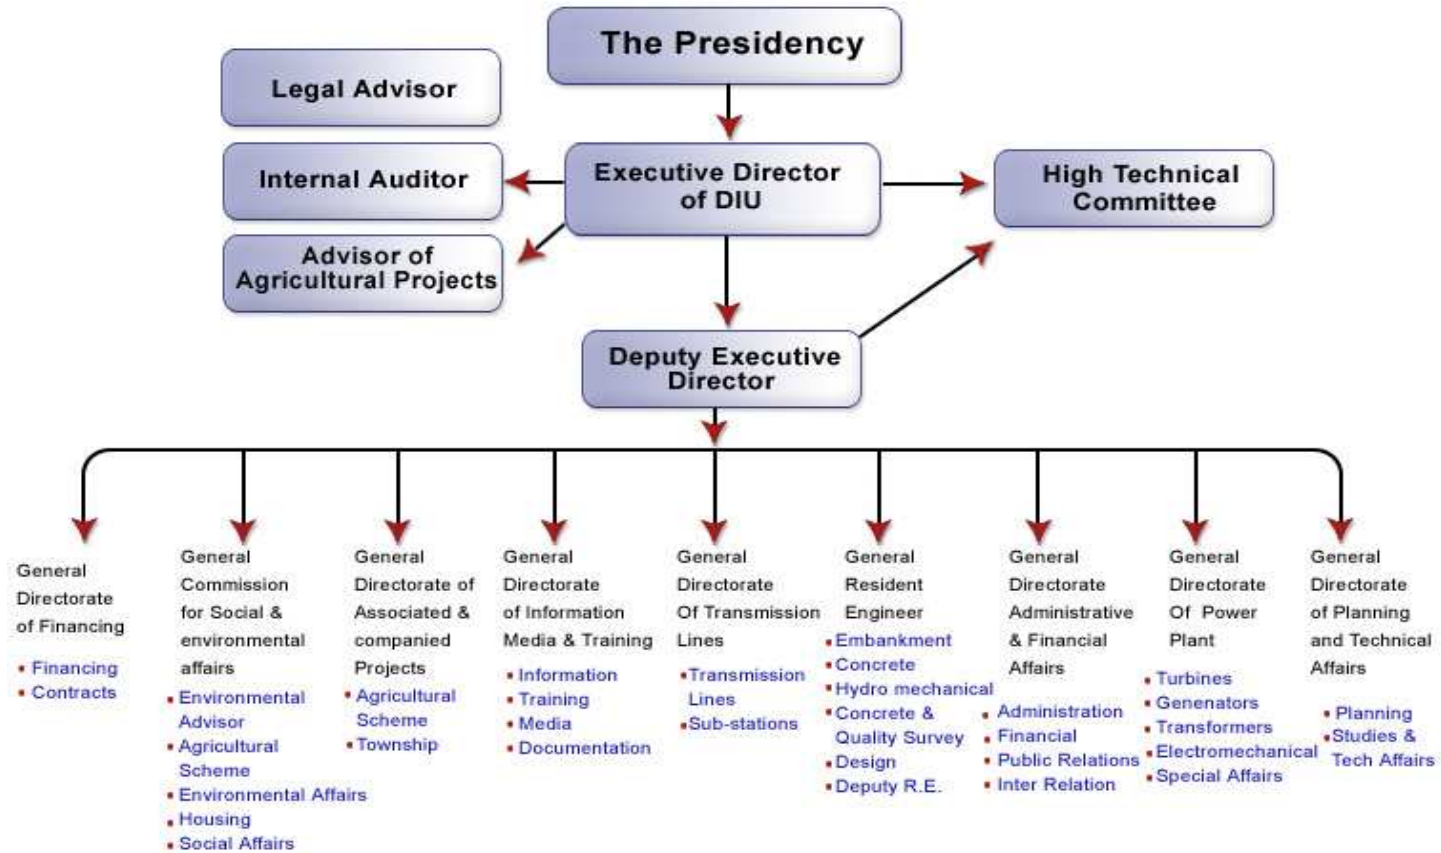 The Presidency
Legal Advisor
Internal Auditor
Executive Director
of DIU
High Technical
Committee
Advisor of
Agricultural Projects
Deputy Executive
Director
General
Directorate
of Financing
• Financing
• Contracts
General
Commission
for Social &
environmental
affairs
• Environmental
Advisor
• Agricultural
Scheme
• Environmental Affairs
• Housing
• Social Affairs
General
Directorate of
Associated &
companied
Projects
• Agricultural
Scheme
• Township
General
Directorate
of Information
Media & Training
• Information
• Training
• Media
• Documentation
General
Directorate
Of Transmission
Lines
• Transmission
Lines
• Sub-stations
General
Resident
Engineer
• Embankment
• Concrete
• Hydro mechanical
• Concrete &
Quality Survey
• Design
• Deputy R.E.
General
Directorate
Administrative
& Financial
Affairs
• Administration
• Financial
• Public Relations
• Inter Relation
General
Directorate
Of Power
Plant
• Turbines
• Genenators
• Transformers
• Electromechanical
• Special Affairs
General
Directorate
of Planning
and Technical
Affairs
• Planning
• Studies &
Tech Affairs